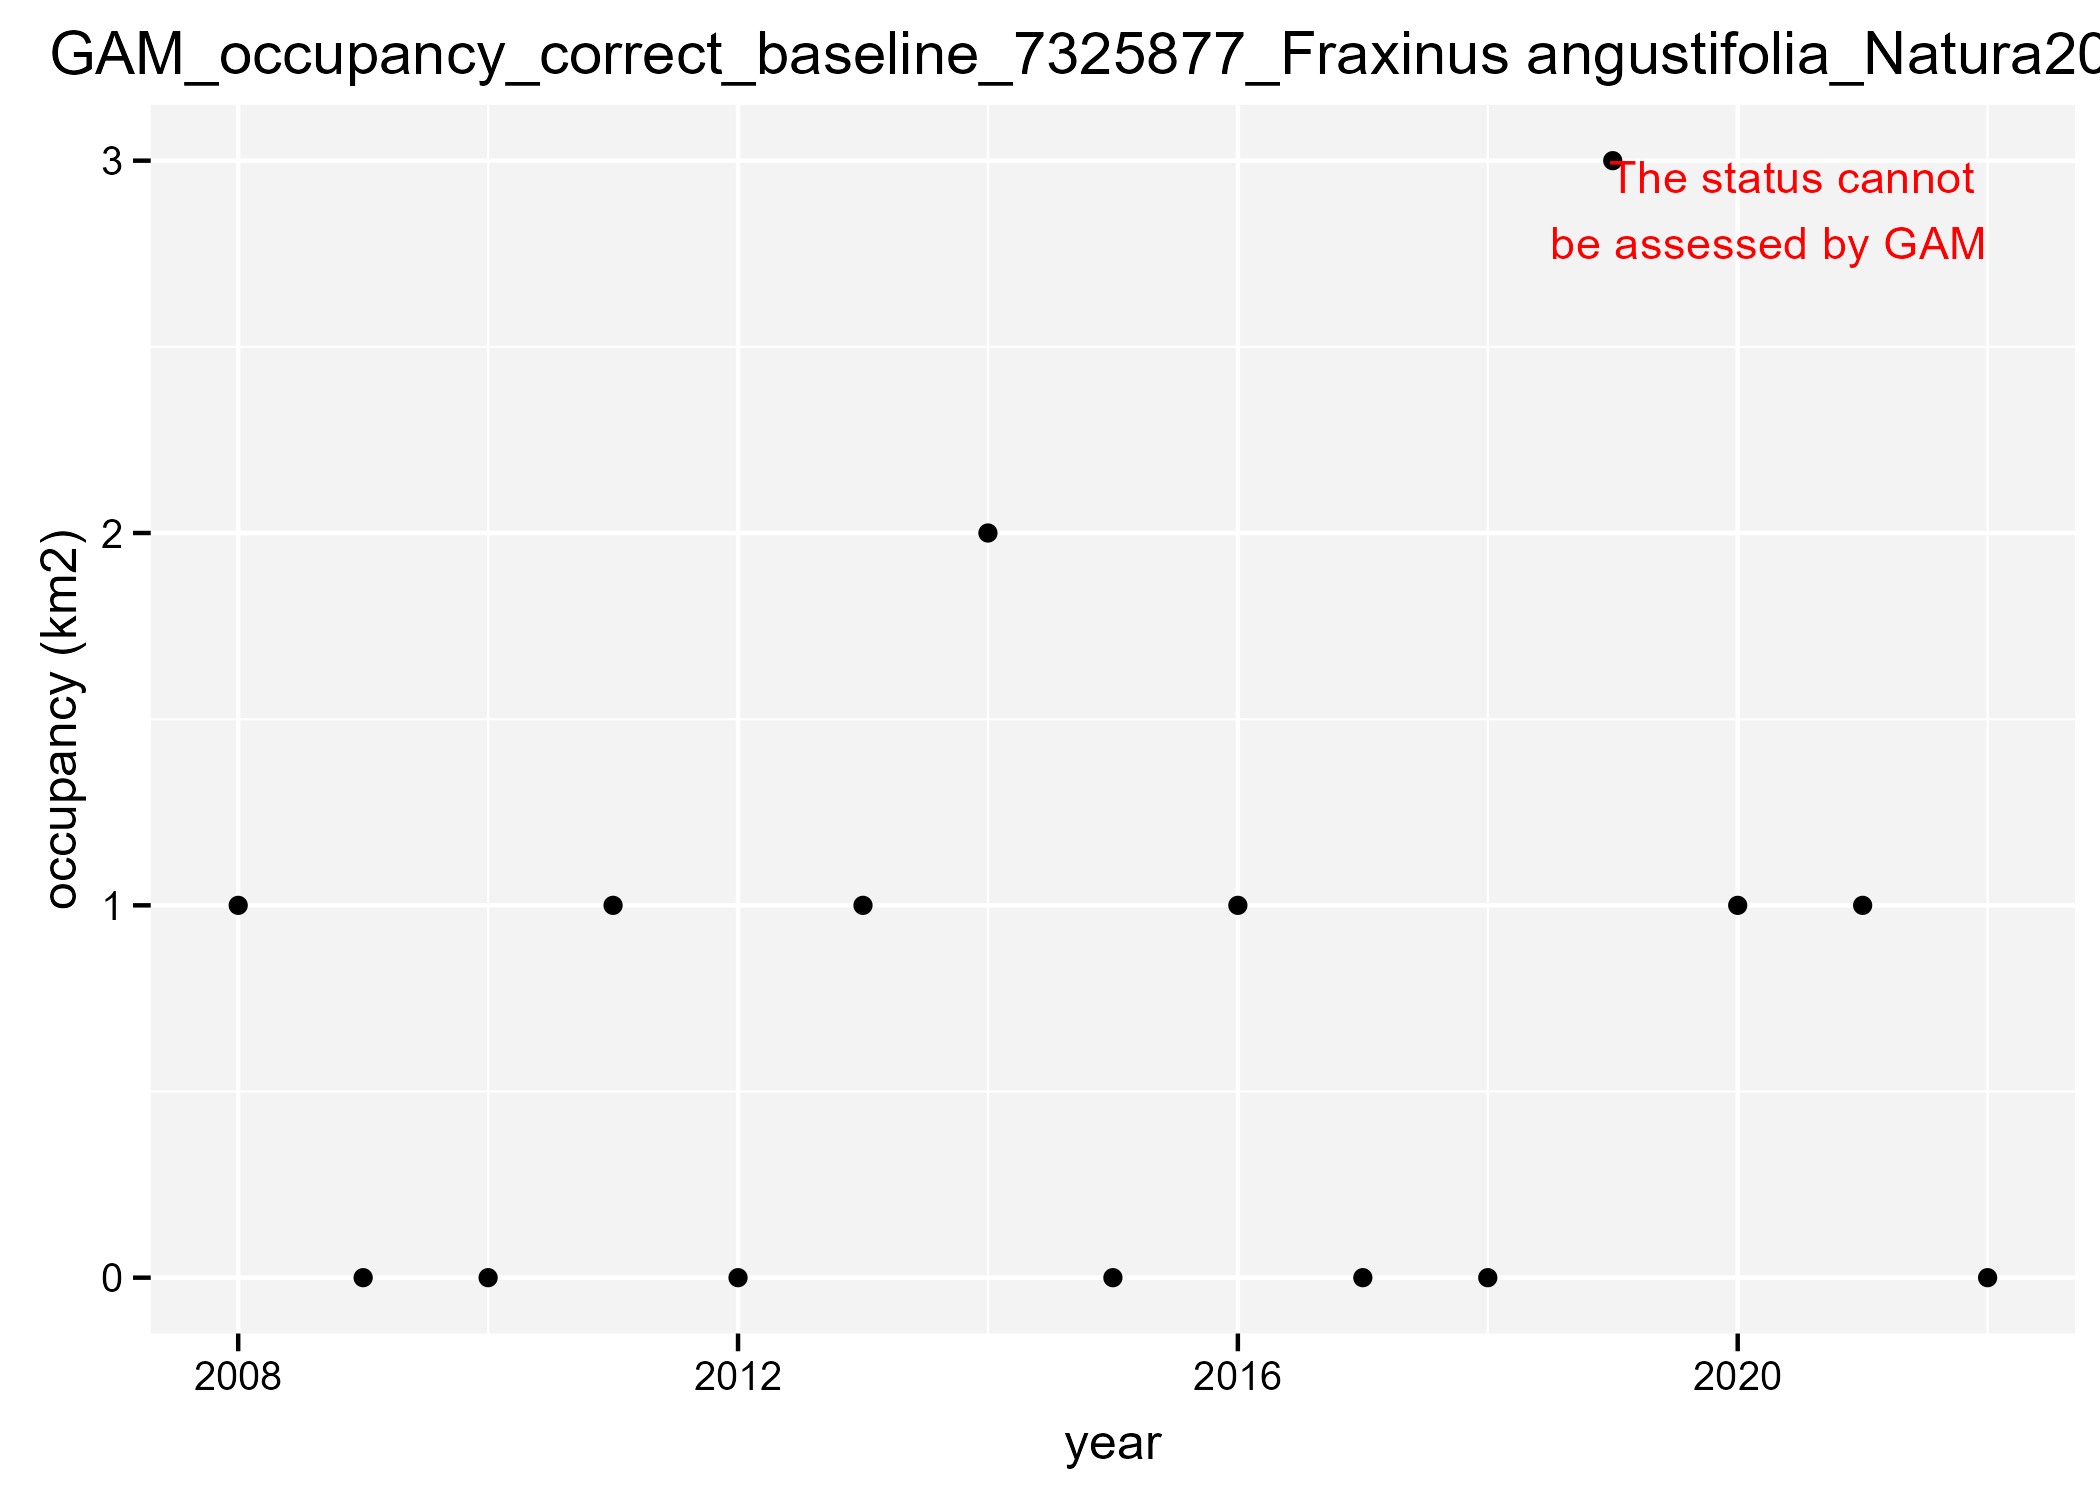 GAM_occupancy_correct_baseline_7325877_Fraxinus angustifolia_Natura20
3
The status cannot
be assessed by GAM
2
occupancy (km2)
1
0
2008 2012 2016 2020
year